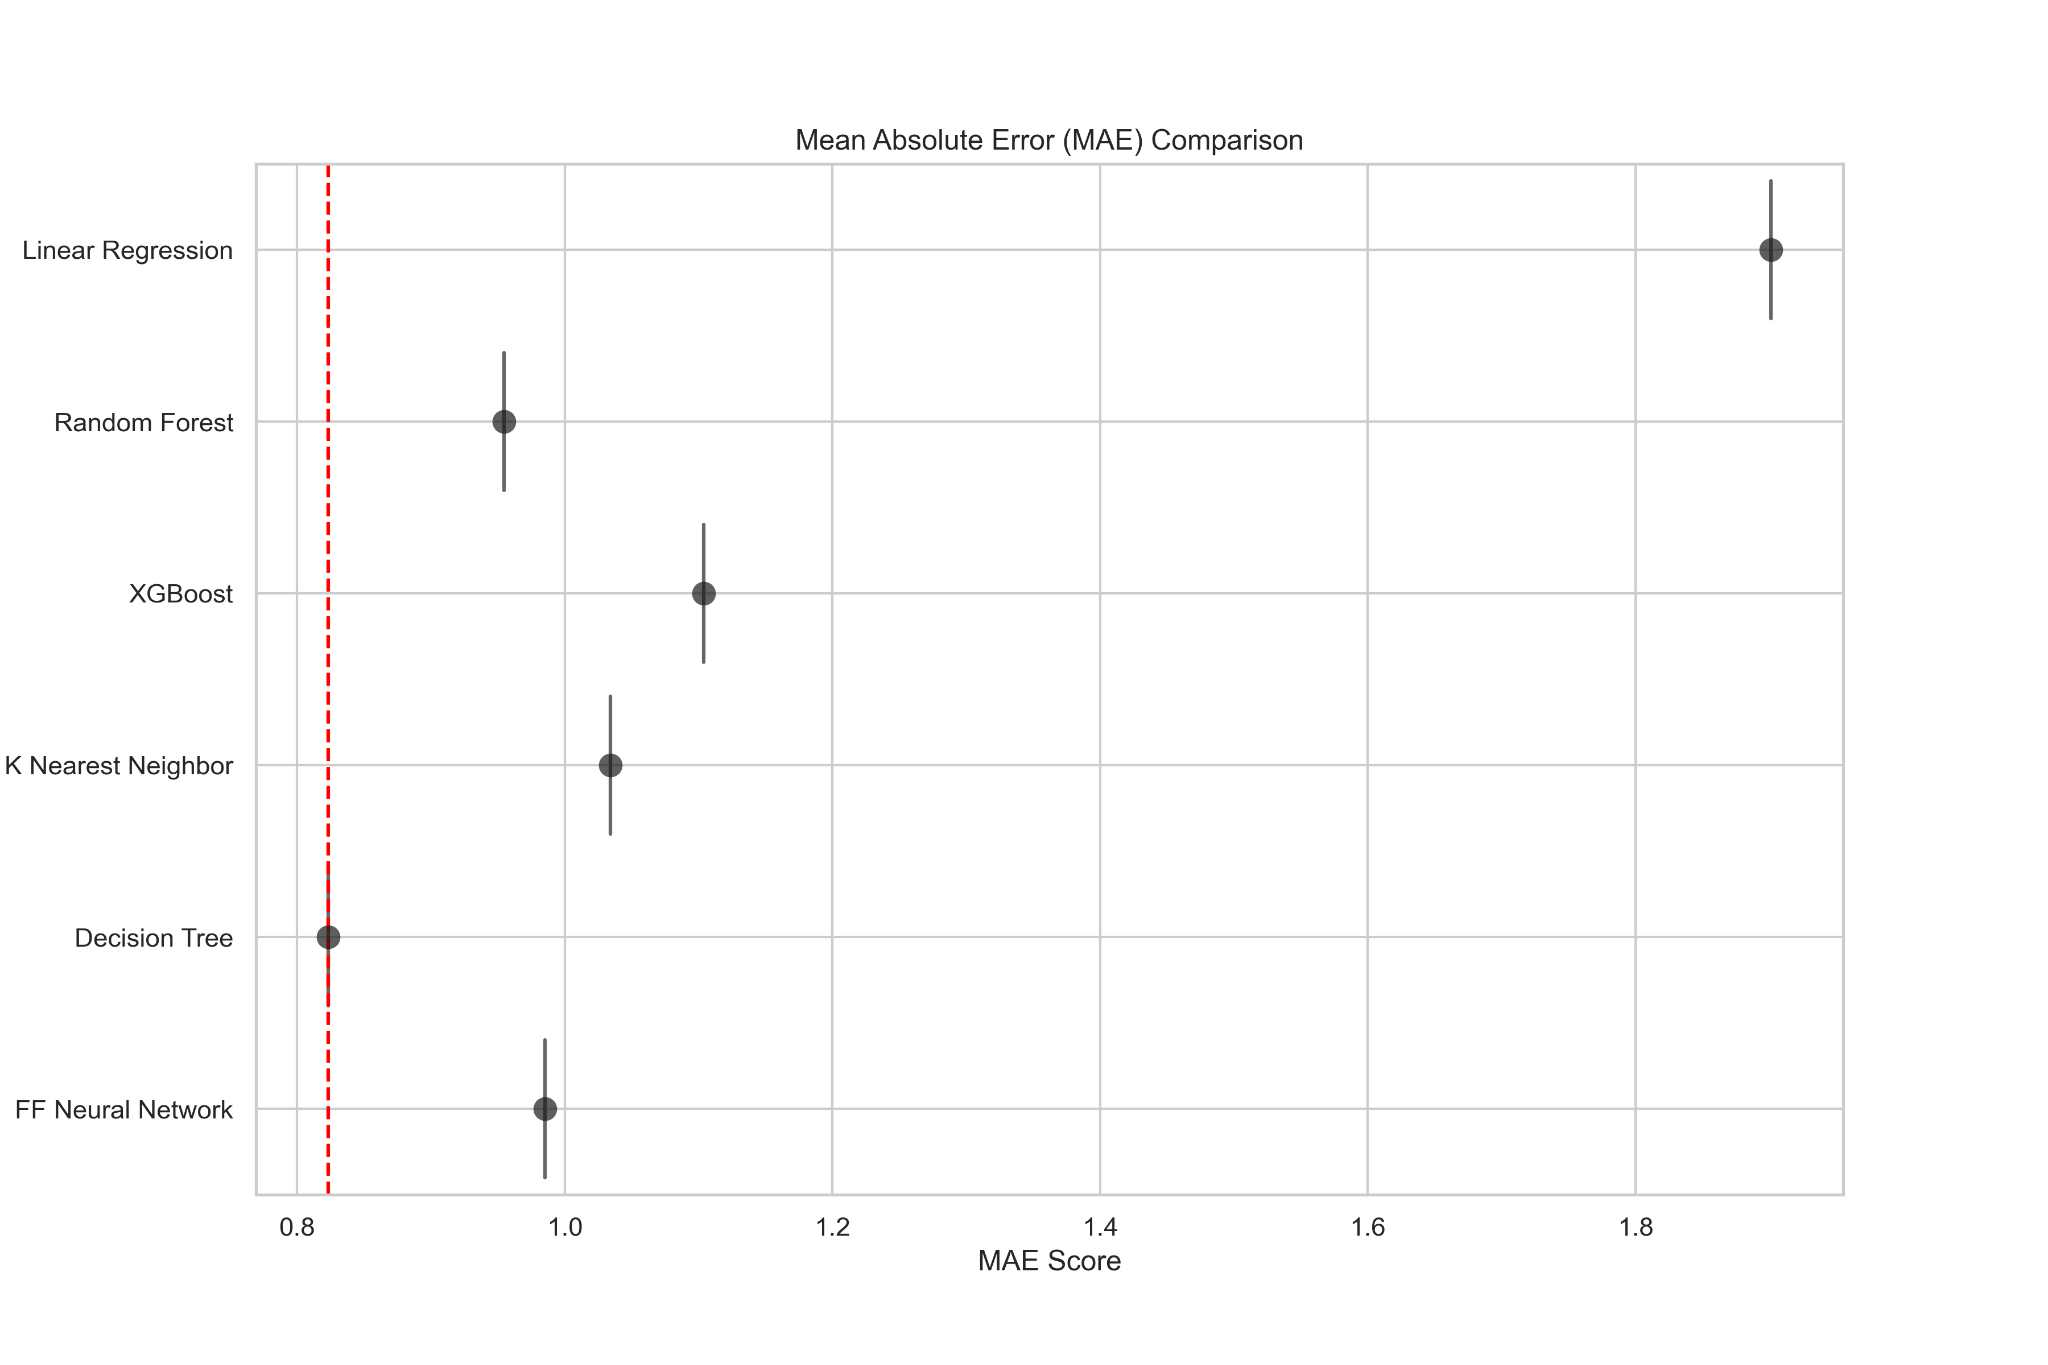 Mean Absolute Error (MAE) Comparison
Linear Regression
Random Forest
XGBoost
K Nearest Neighbor
Decision Tree
FF Neural Network
0.8 1.0 1.2 1.4 1.6 1.8
MAE Score